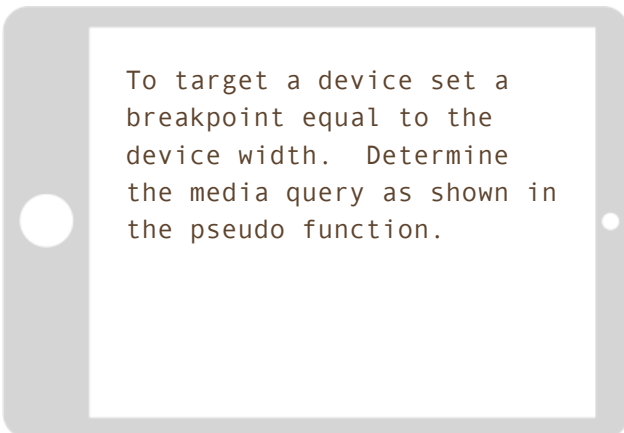 To target a device set a
breakpoint equal to the
device width.  Determine
the media query as shown in
the pseudo function.